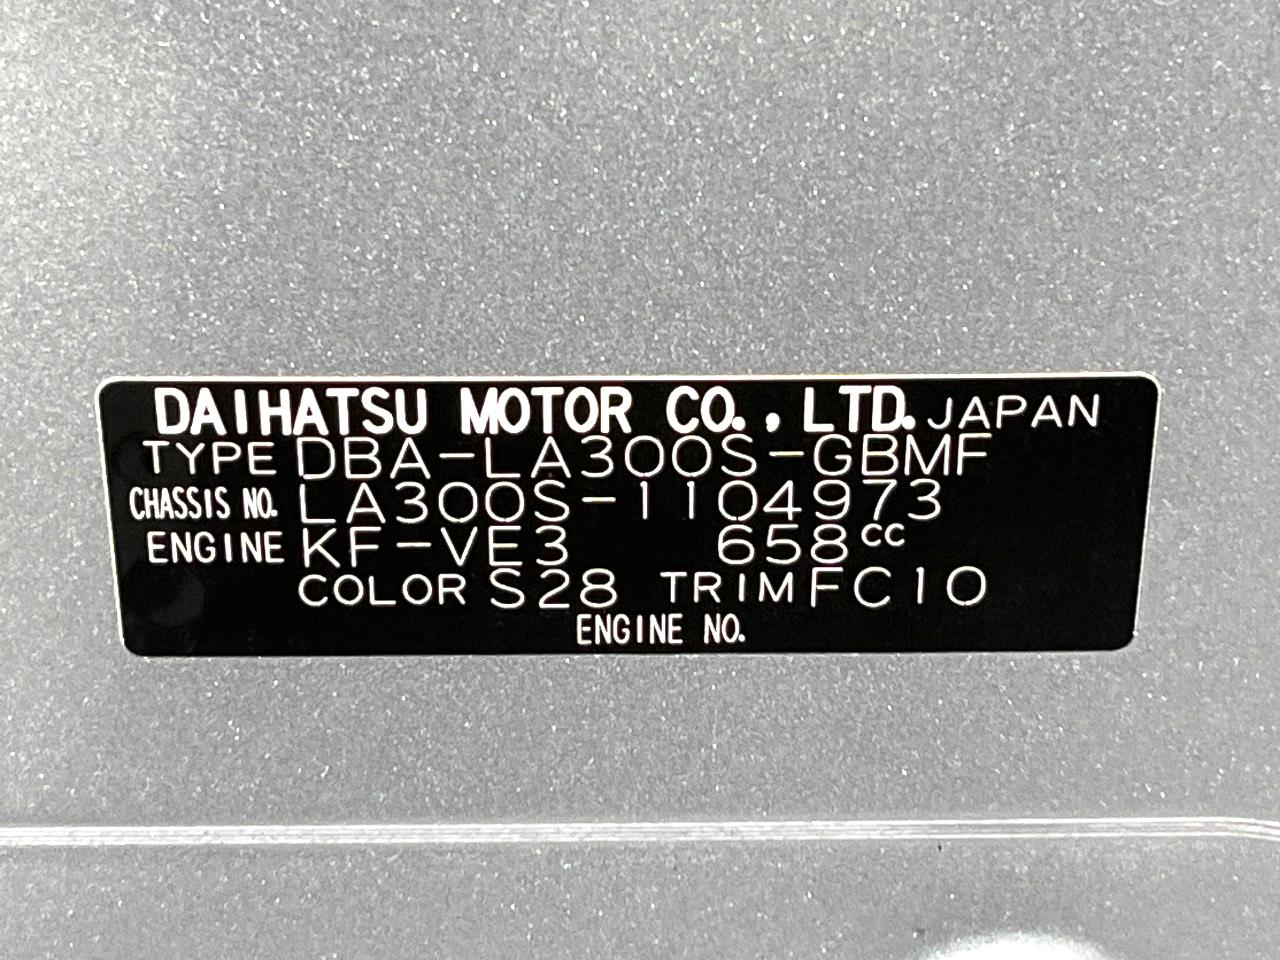 DAIHATSU MOTOR CO., LTD. JAPAN
TYPE DBA-LA300S-GBMF
CHASSIS NO. LA300S-1104973
ENGINE KF-VE3 658cc
COLOR S28 TRIM FC10
ENGINE NO.